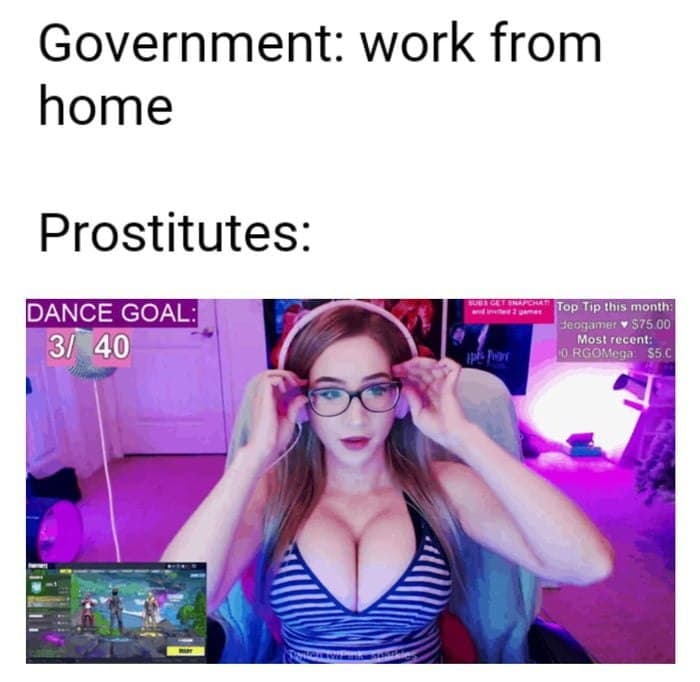 Government: work from
home
Prostitutes:
DANCE GOAL:
3/ 40
SUBS GET SNAPCHAT!
and invited 2 games
Top Tip this month:
deogamer ♥ $75.00
Most recent:
0 RGOMega: $5.0